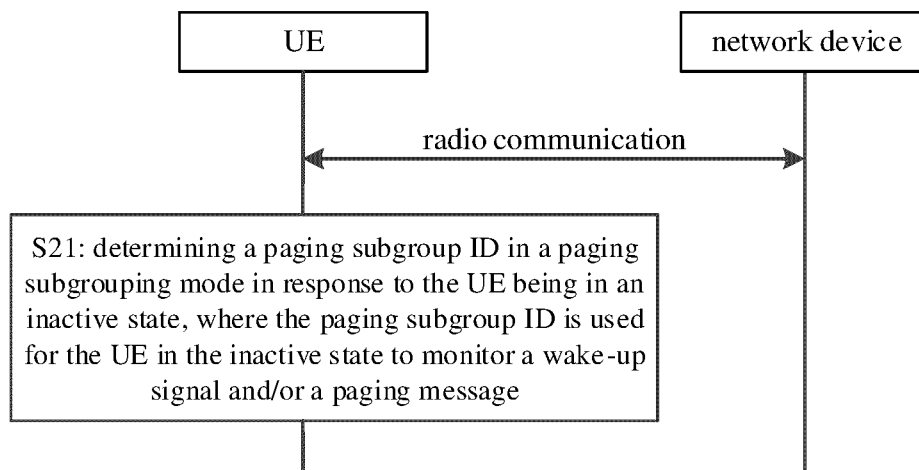 UE
network device
radio communication
S21: determining a paging subgroup ID in a paging
subgrouping mode in response to the UE being in an
inactive state, where the paging subgroup ID is used
for the UE in the inactive state to monitor a wake-up
signal and/or a paging message